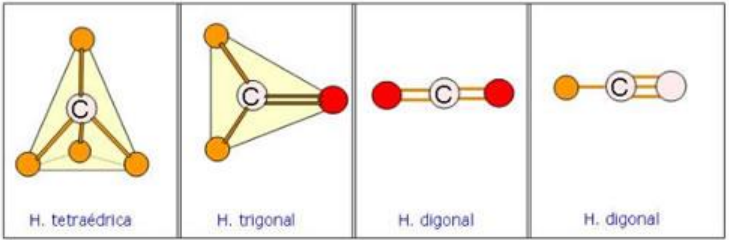 C
C
C
C
H. tetraédrica
H. trigonal
H. digonal
H. digonal